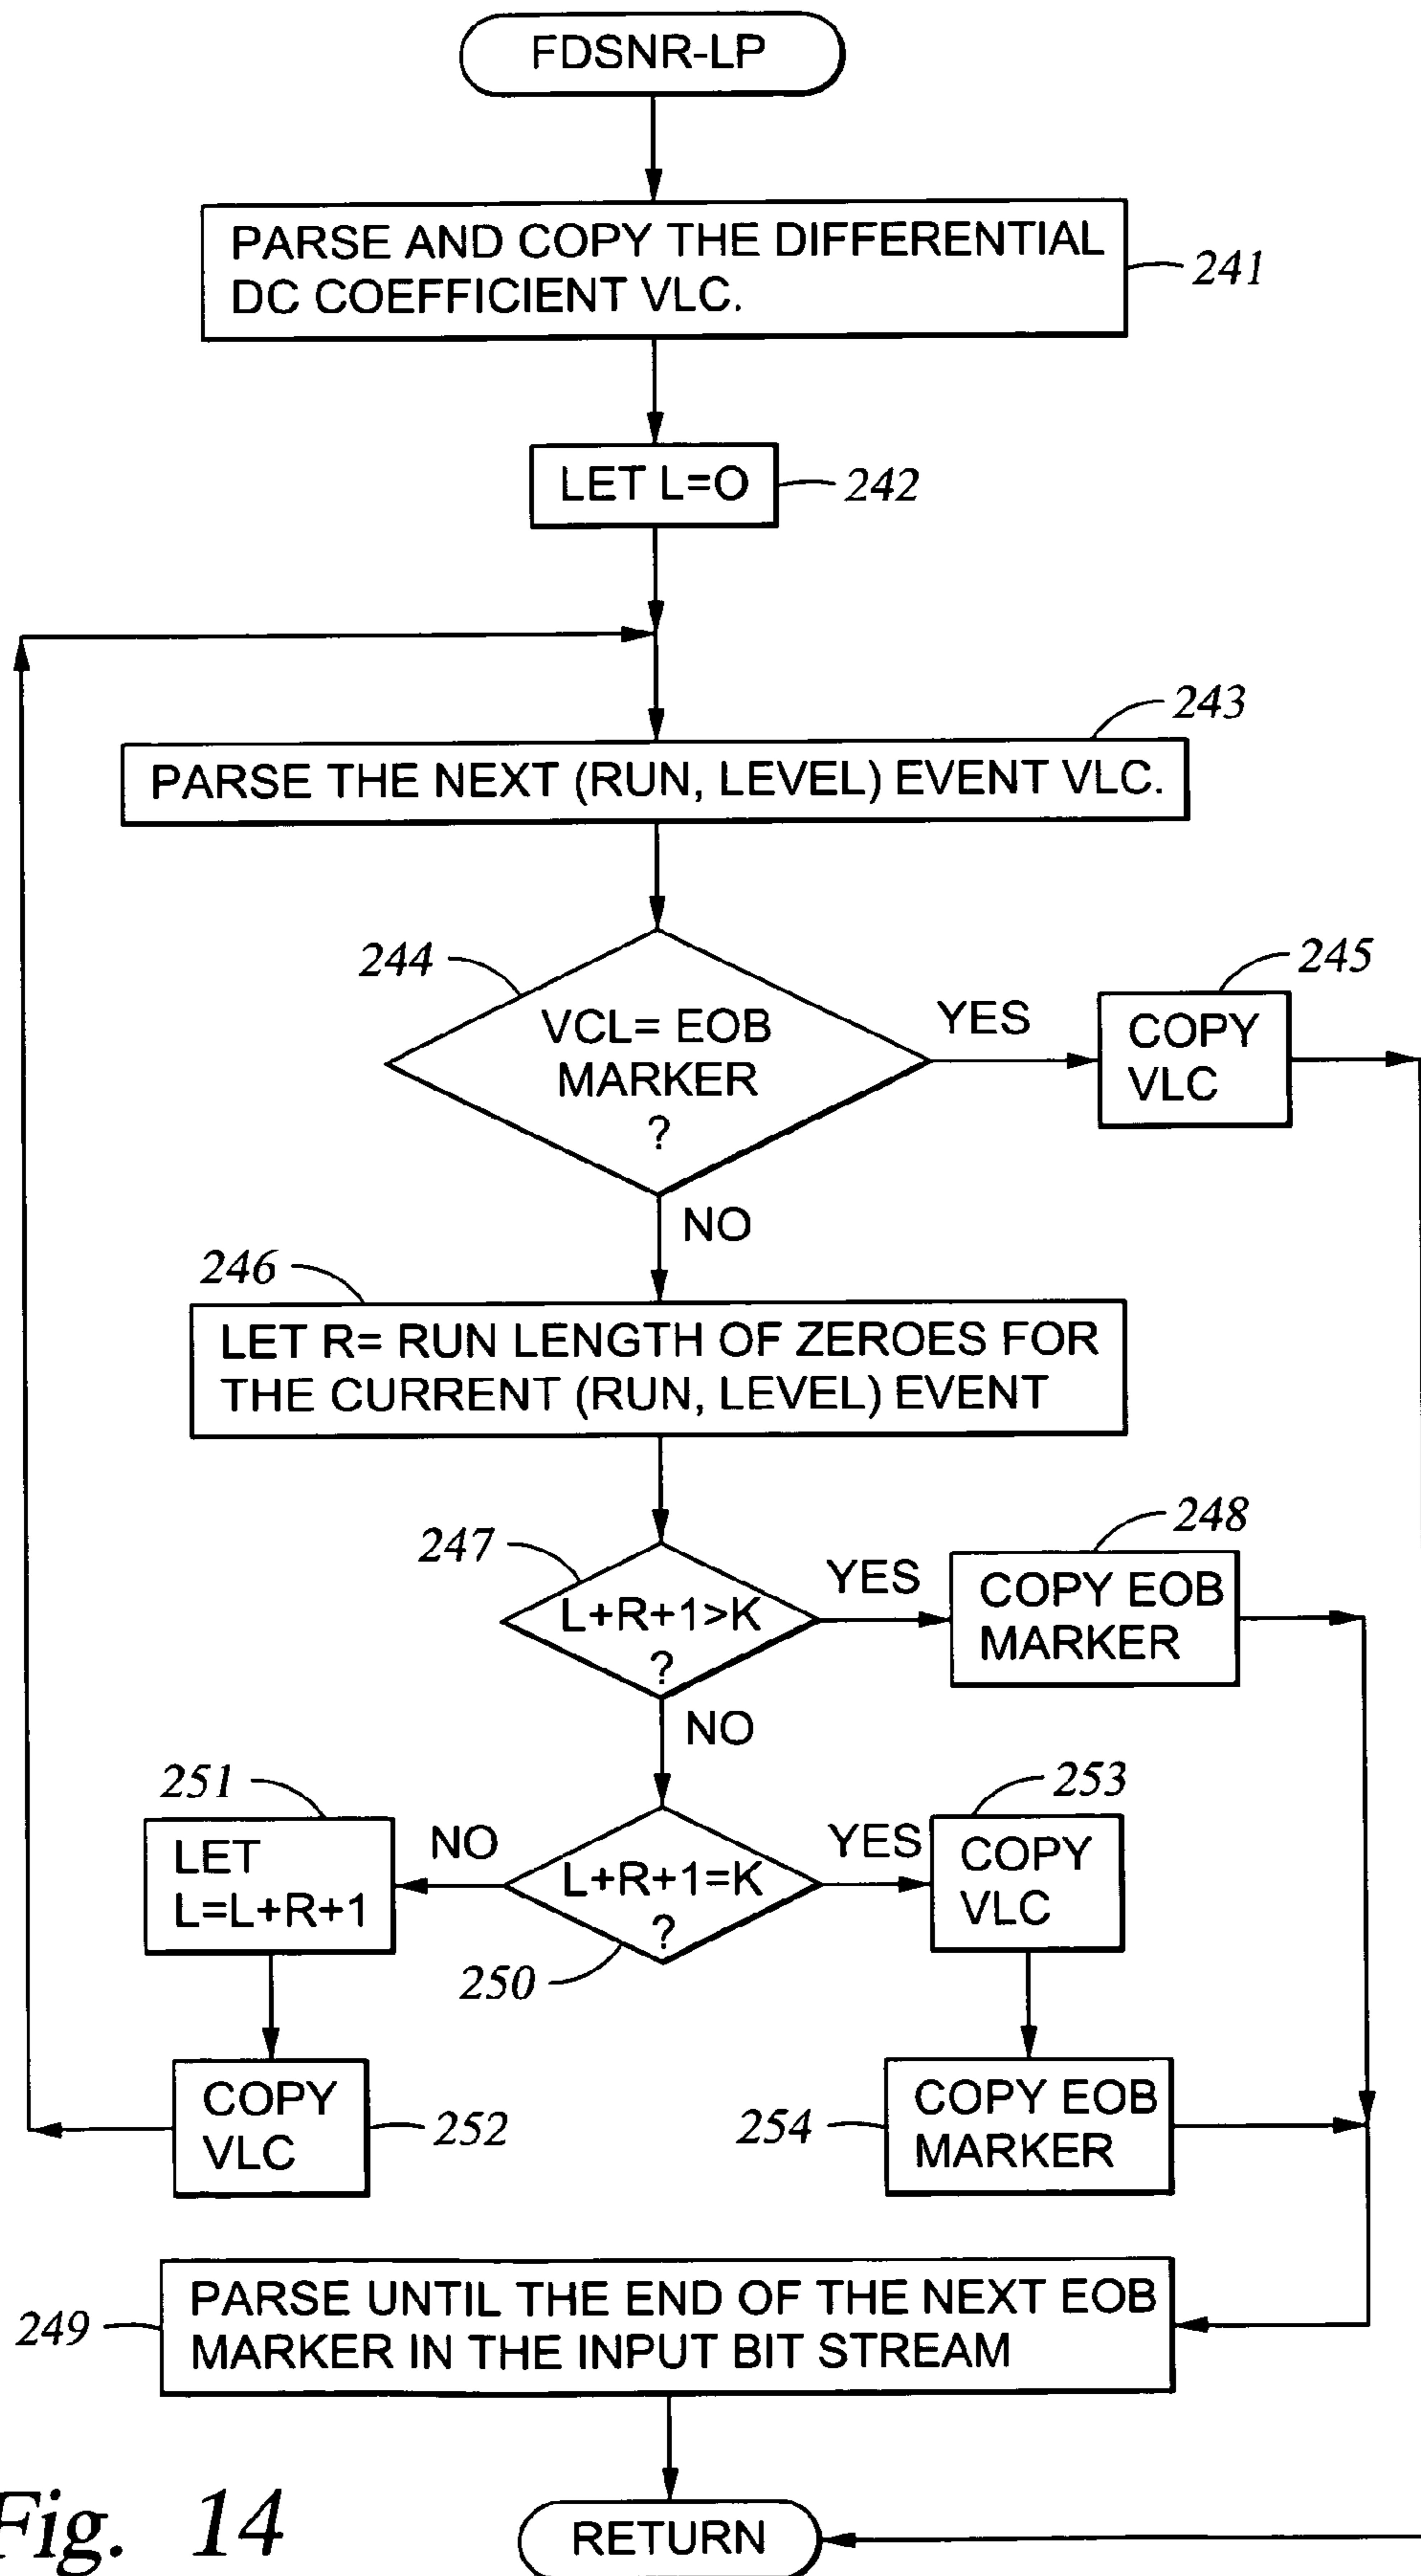 FDSNR-LP
PARSE AND COPY THE DIFFERENTIAL
DC COEFFICIENT VLC.
241
LET L=O
242
243
PARSE THE NEXT (RUN, LEVEL) EVENT VLC.
244
VCL= EOB
MARKER
?
YES
245
COPY
VLC
NO
246
LET R= RUN LENGTH OF ZEROES FOR
THE CURRENT (RUN, LEVEL) EVENT
247
L+R+1>K
?
YES
248
COPY EOB
MARKER
NO
251
LET
L=L+R+1
NO
L+R+1=K
?
250
YES
253
COPY
VLC
COPY
VLC
252
254
COPY EOB
MARKER
249
PARSE UNTIL THE END OF THE NEXT EOB
MARKER IN THE INPUT BIT STREAM
Fig. 14
RETURN